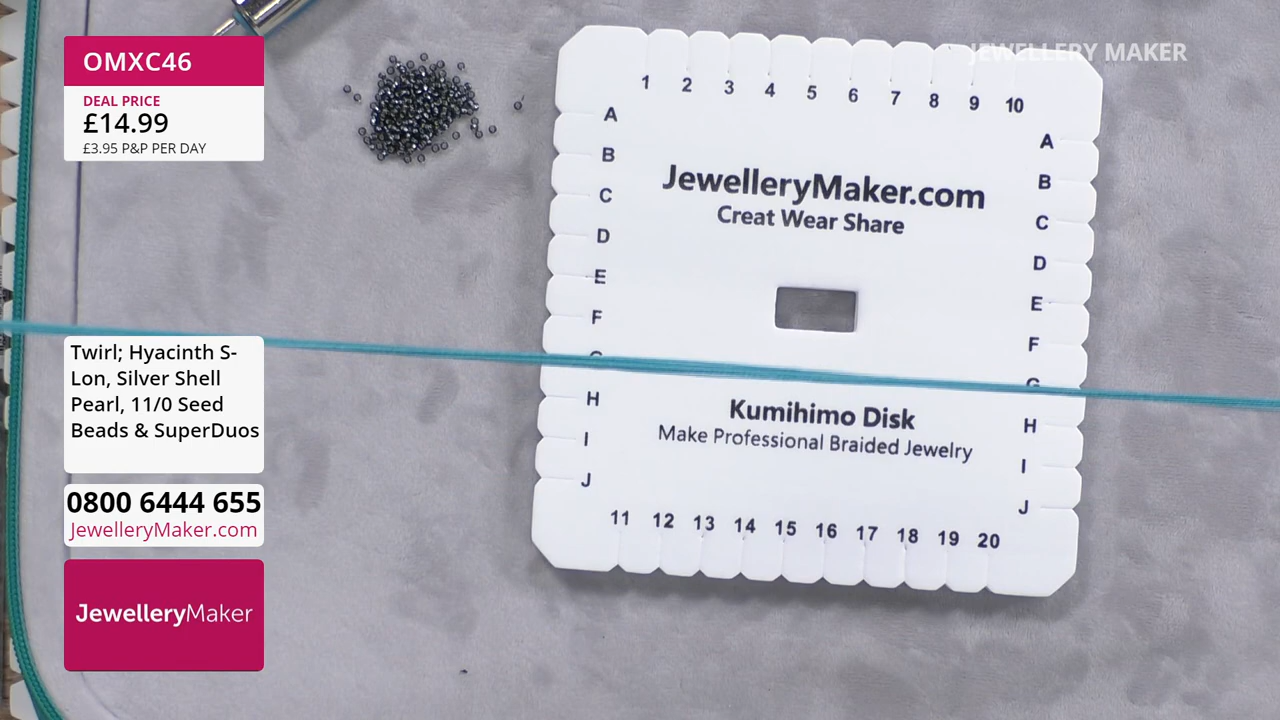 OMXC46
DEAL PRICE
£14.99
£3.95 P&P PER DAY
Twirl; Hyacinth S-
Lon, Silver Shell
Pearl, 11/0 Seed
Beads & SuperDuos
0800 6444 655
JewelleryMaker.com
JewelleryMaker
JEWELLERY MAKER
1 2 3 4 5 6 7 8 9 10
A A
B B
C C
D D
E E
F F
G G
H H
I I
J J
JewelleryMaker.com
Creat Wear Share
Kumihimo Disk
Make Professional Braided Jewelry
11 12 13 14 15 16 17 18 19 20